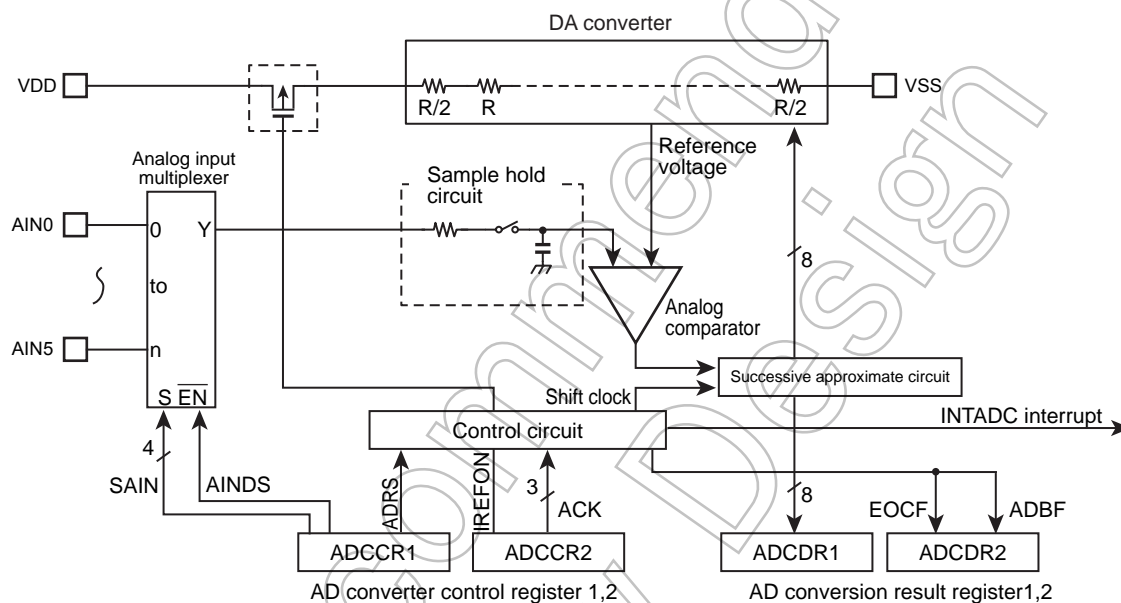 DA converter
VDD
R/2
R
R/2
VSS
Reference
voltage
Analog input
multiplexer
Sample hold
circuit
AIN0
0
Y
8
to
Analog
comparator
AIN5
n
Successive approximate circuit
S EN
Shift clock
INTADC interrupt
Control circuit
4
SAIN
AINDS
ADRS
IREFON
3
ACK
8
EOCF
ADBF
ADCCR1
ADCCR2
ADCDR1
ADCDR2
AD converter control register 1,2
AD conversion result register1,2